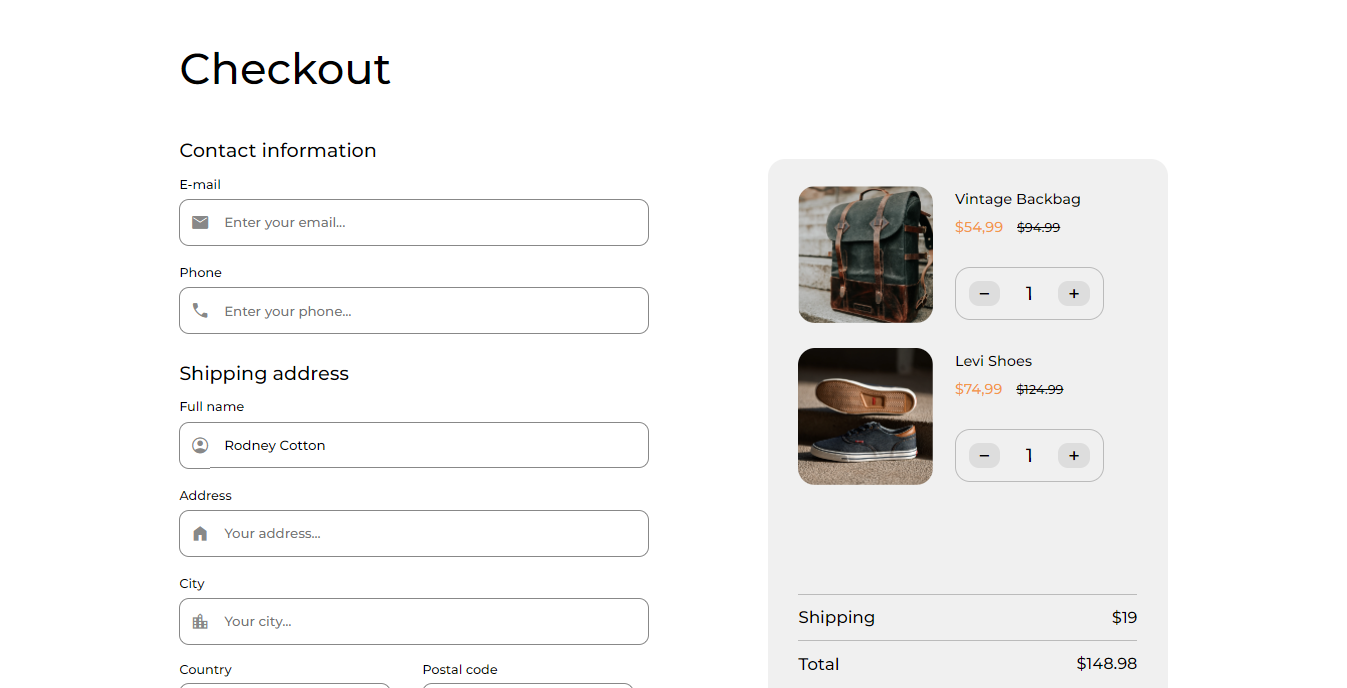 Checkout
Contact information
E-mail
Enter your email...
Phone
Enter your phone...
Shipping address
Full name
Rodney Cotton
Address
Your address...
City
Your city...
Country
Postal code
Vintage Backbag
$54,99 $94.99
− 1 +
Levi Shoes
$74,99 $124.99
− 1 +
Shipping $19
Total $148.98